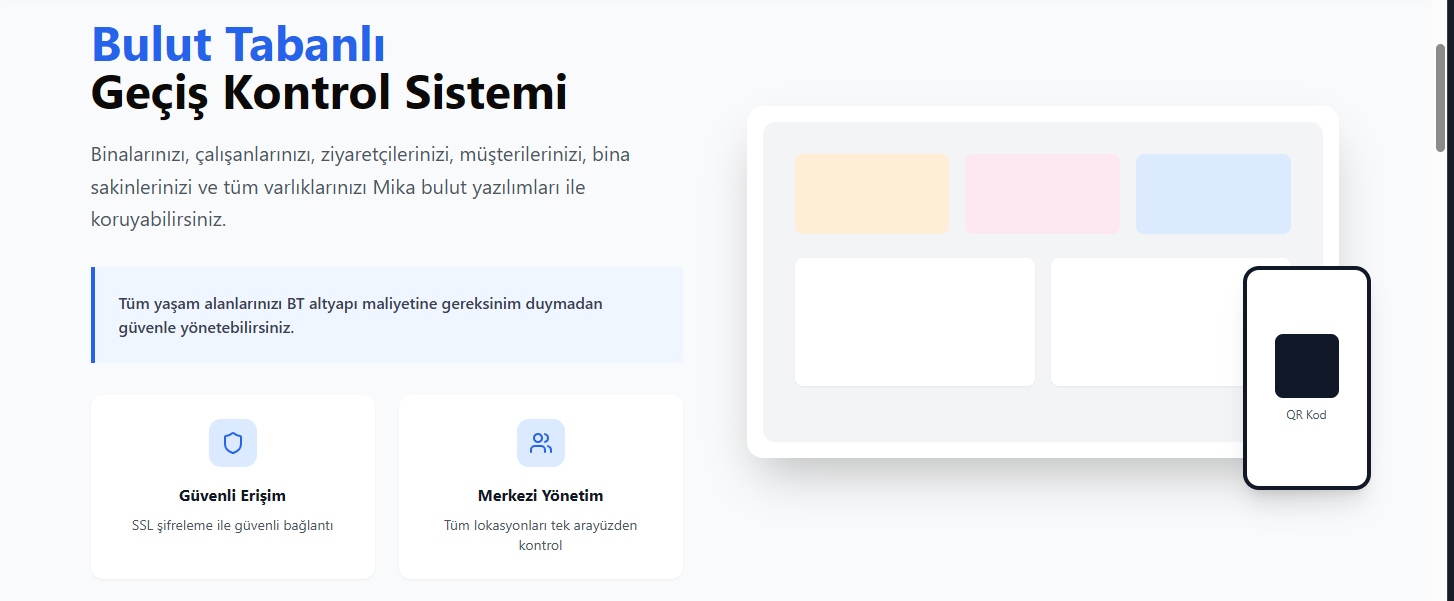 Bulut Tabanlı
Geçiş Kontrol Sistemi
Binalarınızı, çalışanlarınızı, ziyaretçilerinizi, müşterilerinizi, bina
sakinlerinizi ve tüm varlıklarınızı Mika bulut yazılımları ile
koruyabilirsiniz.
Tüm yaşam alanlarınızı BT altyapı maliyetine gereksinim duymadan
güvenle yönetebilirsiniz.
Güvenli Erişim
SSL şifreleme ile güvenli bağlantı
Merkezi Yönetim
Tüm lokasyonları tek arayüzden
kontrol
QR Kod